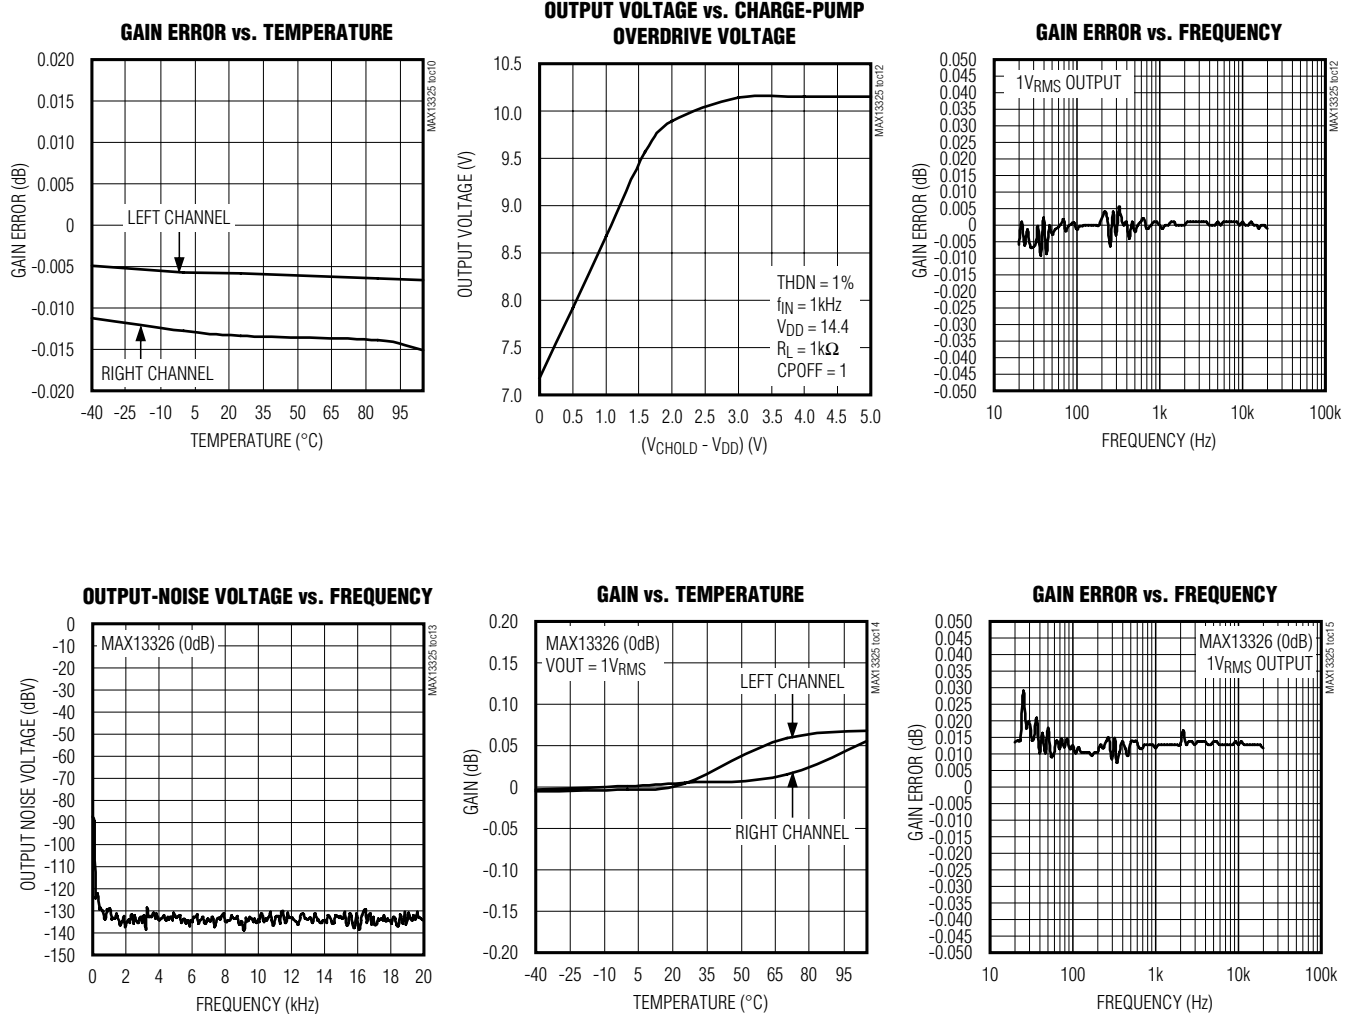 GAIN ERROR vs. TEMPERATURE
MAX13325 toc10
GAIN ERROR (dB)
0.020
0.015
0.010
0.005
0
-0.005
-0.010
-0.015
-0.020
LEFT CHANNEL
RIGHT CHANNEL
-40 -25 -10 5 20 35 50 65 80 95
TEMPERATURE (°C)
OUTPUT VOLTAGE vs. CHARGE-PUMP
OVERDRIVE VOLTAGE
MAX13325 toc12
OUTPUT VOLTAGE (V)
10.5
10.0
9.5
9.0
8.5
8.0
7.5
7.0
THDN = 1%
fIN = 1kHz
VDD = 14.4
RL = 1kΩ
CPOFF = 1
0 0.5 1.0 1.5 2.0 2.5 3.0 3.5 4.0 4.5 5.0
(VCHOLD - VDD) (V)
GAIN ERROR vs. FREQUENCY
MAX13325 toc12
1VRMS OUTPUT
GAIN ERROR (dB)
0.050
0.045
0.040
0.035
0.030
0.025
0.020
0.015
0.010
0.005
0
-0.005
-0.010
-0.015
-0.020
-0.025
-0.030
-0.035
-0.040
-0.045
-0.050
10 100 1k 10k 100k
FREQUENCY (Hz)
OUTPUT-NOISE VOLTAGE vs. FREQUENCY
MAX13325 toc13
MAX13326 (0dB)
OUTPUT NOISE VOLTAGE (dBV)
0
-10
-20
-30
-40
-50
-60
-70
-80
-90
-100
-110
-120
-130
-140
-150
0 2 4 6 8 10 12 14 16 18 20
FREQUENCY (kHz)
GAIN vs. TEMPERATURE
MAX13325 toc14
MAX13326 (0dB)
VOUT = 1VRMS
LEFT CHANNEL
RIGHT CHANNEL
GAIN (dB)
0.20
0.15
0.10
0.05
0
-0.05
-0.10
-0.15
-0.20
-40 -25 -10 5 20 35 50 65 80 95
TEMPERATURE (°C)
GAIN ERROR vs. FREQUENCY
MAX13325 toc15
MAX13326 (0dB)
1VRMS OUTPUT
GAIN ERROR (dB)
0.050
0.045
0.040
0.035
0.030
0.025
0.020
0.015
0.010
0.005
0
-0.005
-0.010
-0.015
-0.020
-0.025
-0.030
-0.035
-0.040
-0.045
-0.050
10 100 1k 10k 100k
FREQUENCY (Hz)